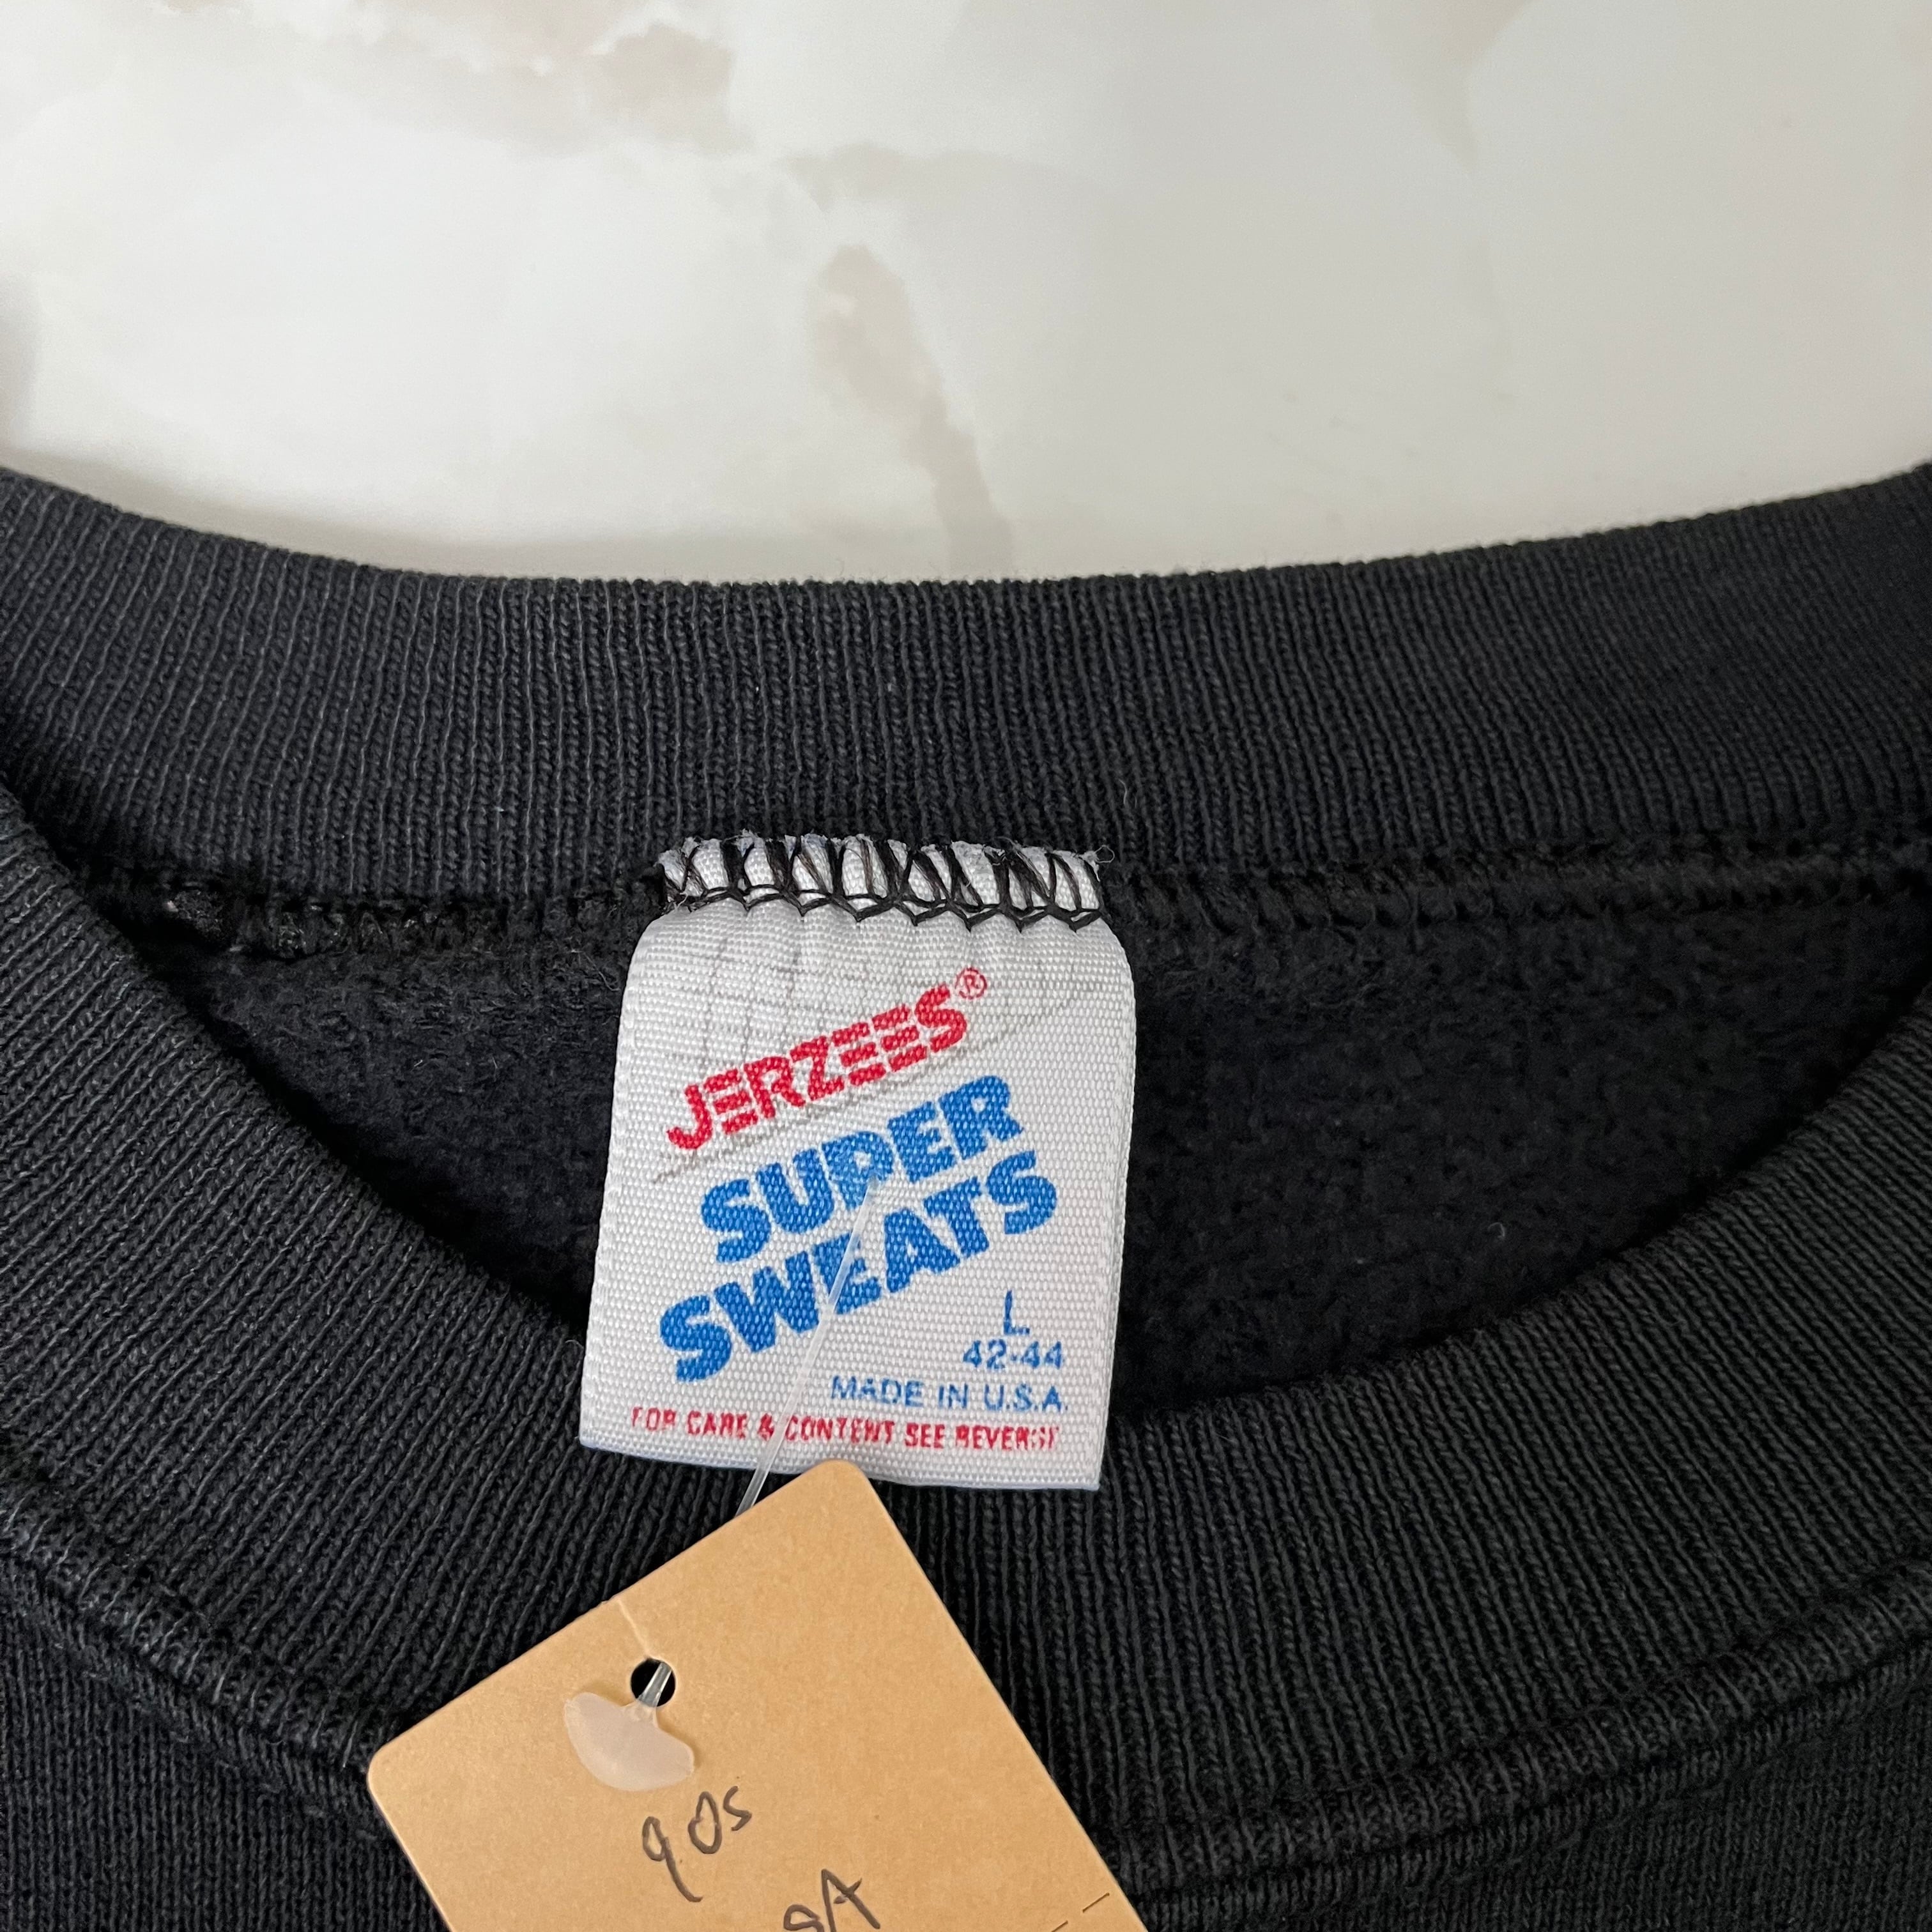 JERZEES®
SUPER
SWEATS
L
42-44
MADE IN U.S.A.
FOR CARE & CONTENT SEE REVERSE
90s